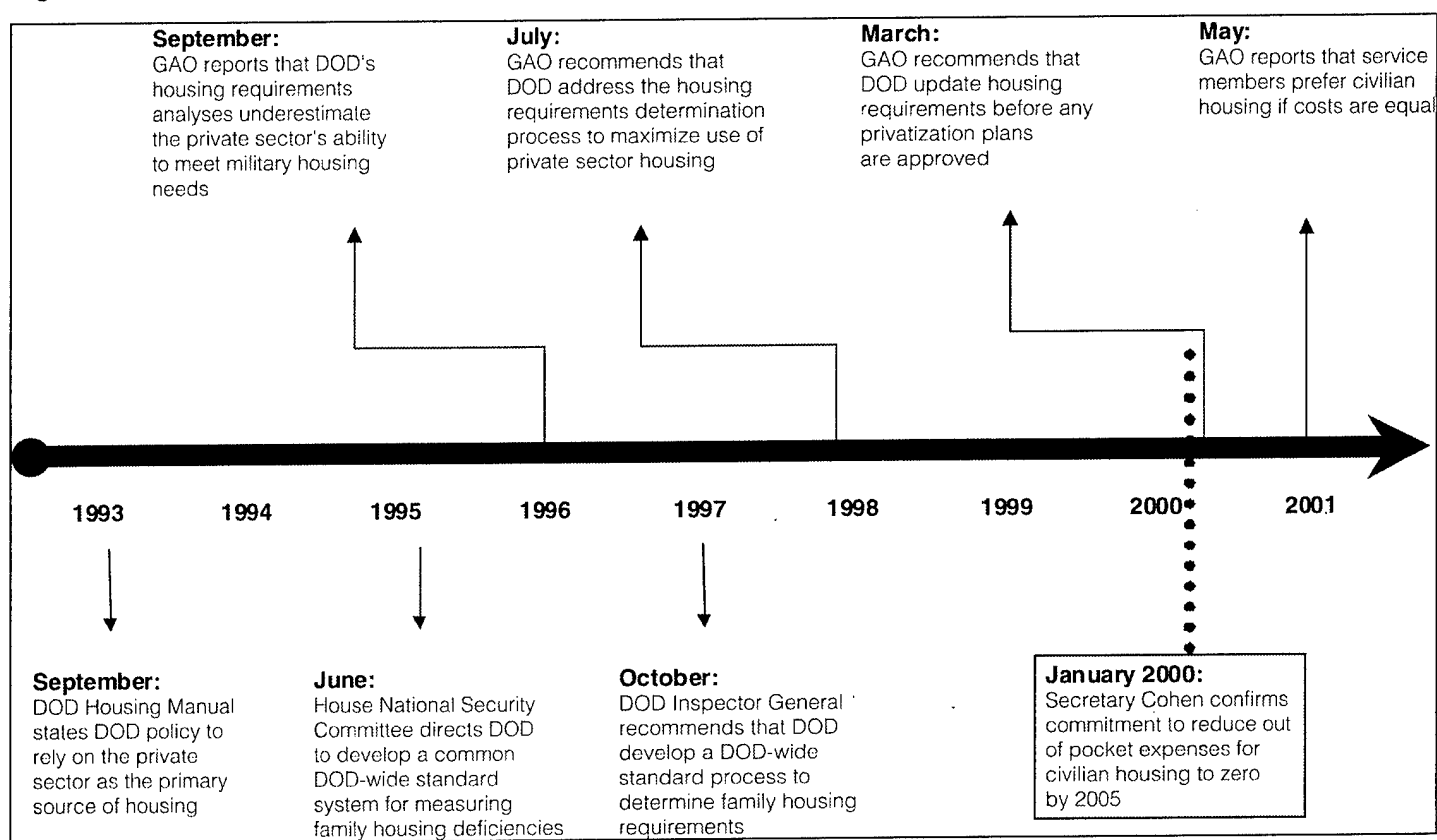 September:
GAO reports that DOD's
housing requirements
analyses underestimate
the private sector's ability
to meet military housing
needs
July:
GAO recommends that
DOD address the housing
requirements determination
process to maximize use of
private sector housing
March:
GAO recommends that
DOD update housing
requirements before any
privatization plans
are approved
May:
GAO reports that service
members prefer civilian
housing if costs are equal
1993 1994 1995 1996 1997 1998 1999 2000 2001
September:
DOD Housing Manual
states DOD policy to
rely on the private
sector as the primary
source of housing
June:
House National Security
Committee directs DOD
to develop a common
DOD-wide standard
system for measuring
family housing deficiencies
October:
DOD Inspector General
recommends that DOD
develop a DOD-wide
standard process to
determine family housing
requirements
January 2000:
Secretary Cohen confirms
commitment to reduce out
of pocket expenses for
civilian housing to zero
by 2005